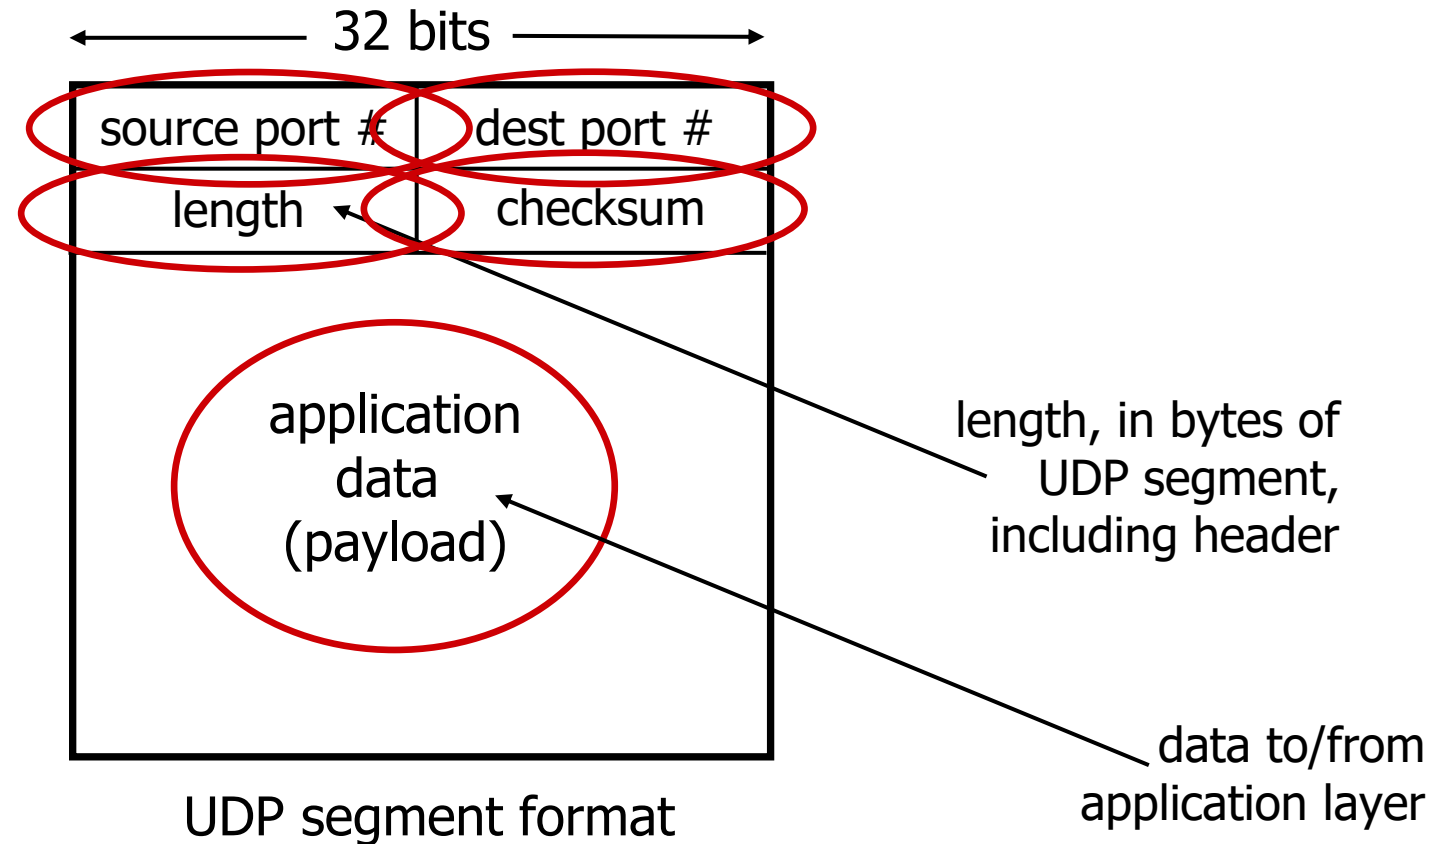 32 bits
source port #
dest port #
length
checksum
application
data
(payload)
length, in bytes of
UDP segment,
including header
data to/from
application layer
UDP segment format